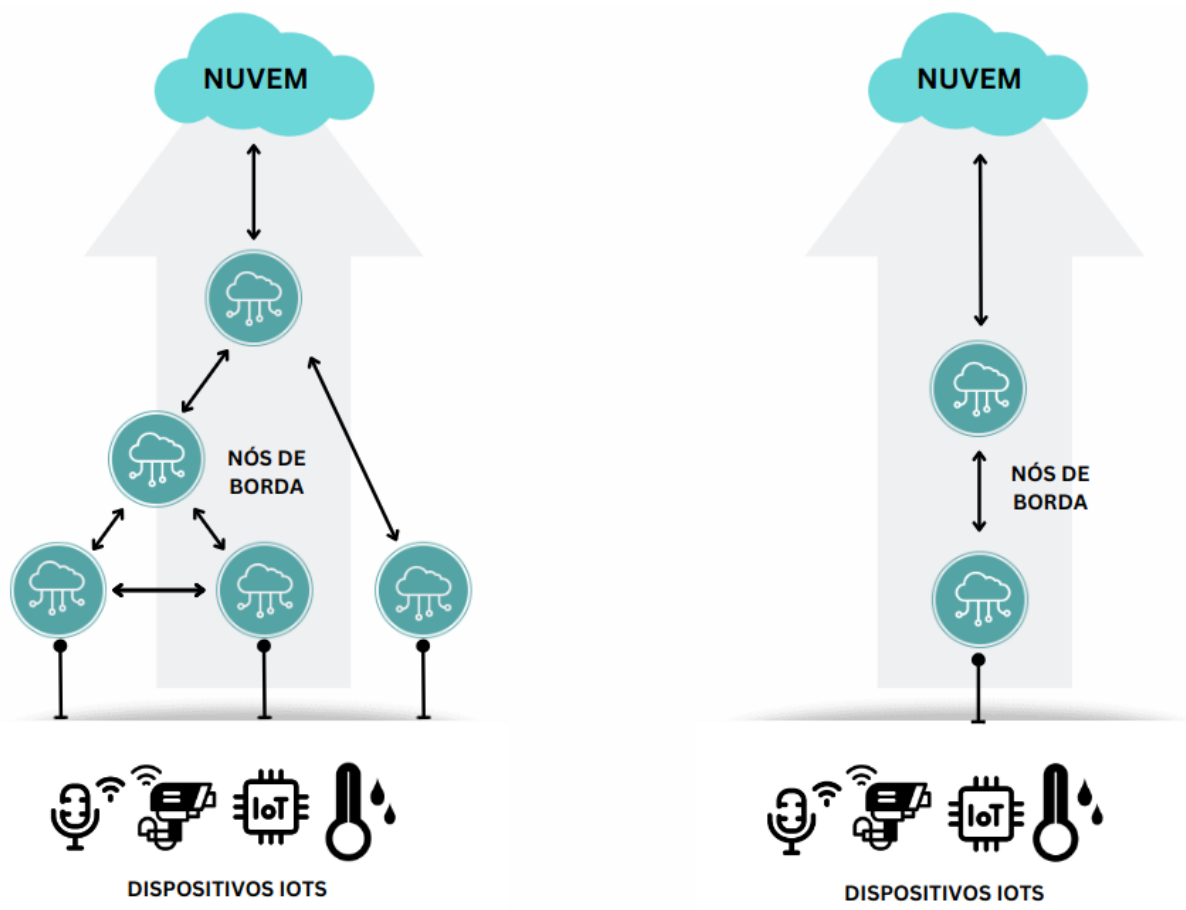 NUVEM
NÓS DE
BORDA
IoT
DISPOSITIVOS IOTS
NUVEM
NÓS DE
BORDA
IoT
DISPOSITIVOS IOTS